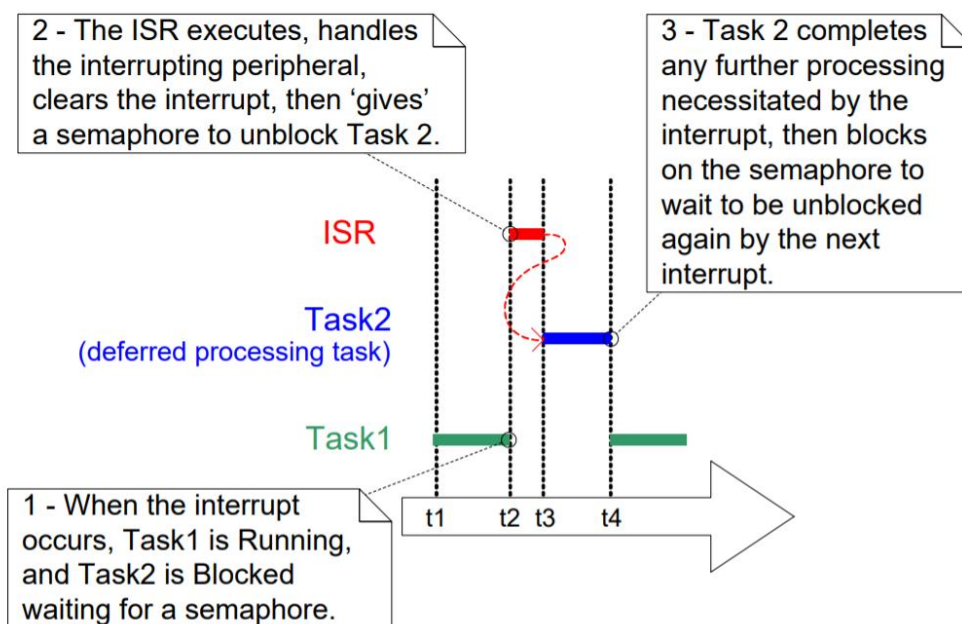 2 - The ISR executes, handles
the interrupting peripheral,
clears the interrupt, then ‘gives’
a semaphore to unblock Task 2.
3 - Task 2 completes
any further processing
necessitated by the
interrupt, then blocks
on the semaphore to
wait to be unblocked
again by the next
interrupt.
ISR
Task2
(deferred processing task)
Task1
t1 t2 t3 t4
1 - When the interrupt
occurs, Task1 is Running,
and Task2 is Blocked
waiting for a semaphore.